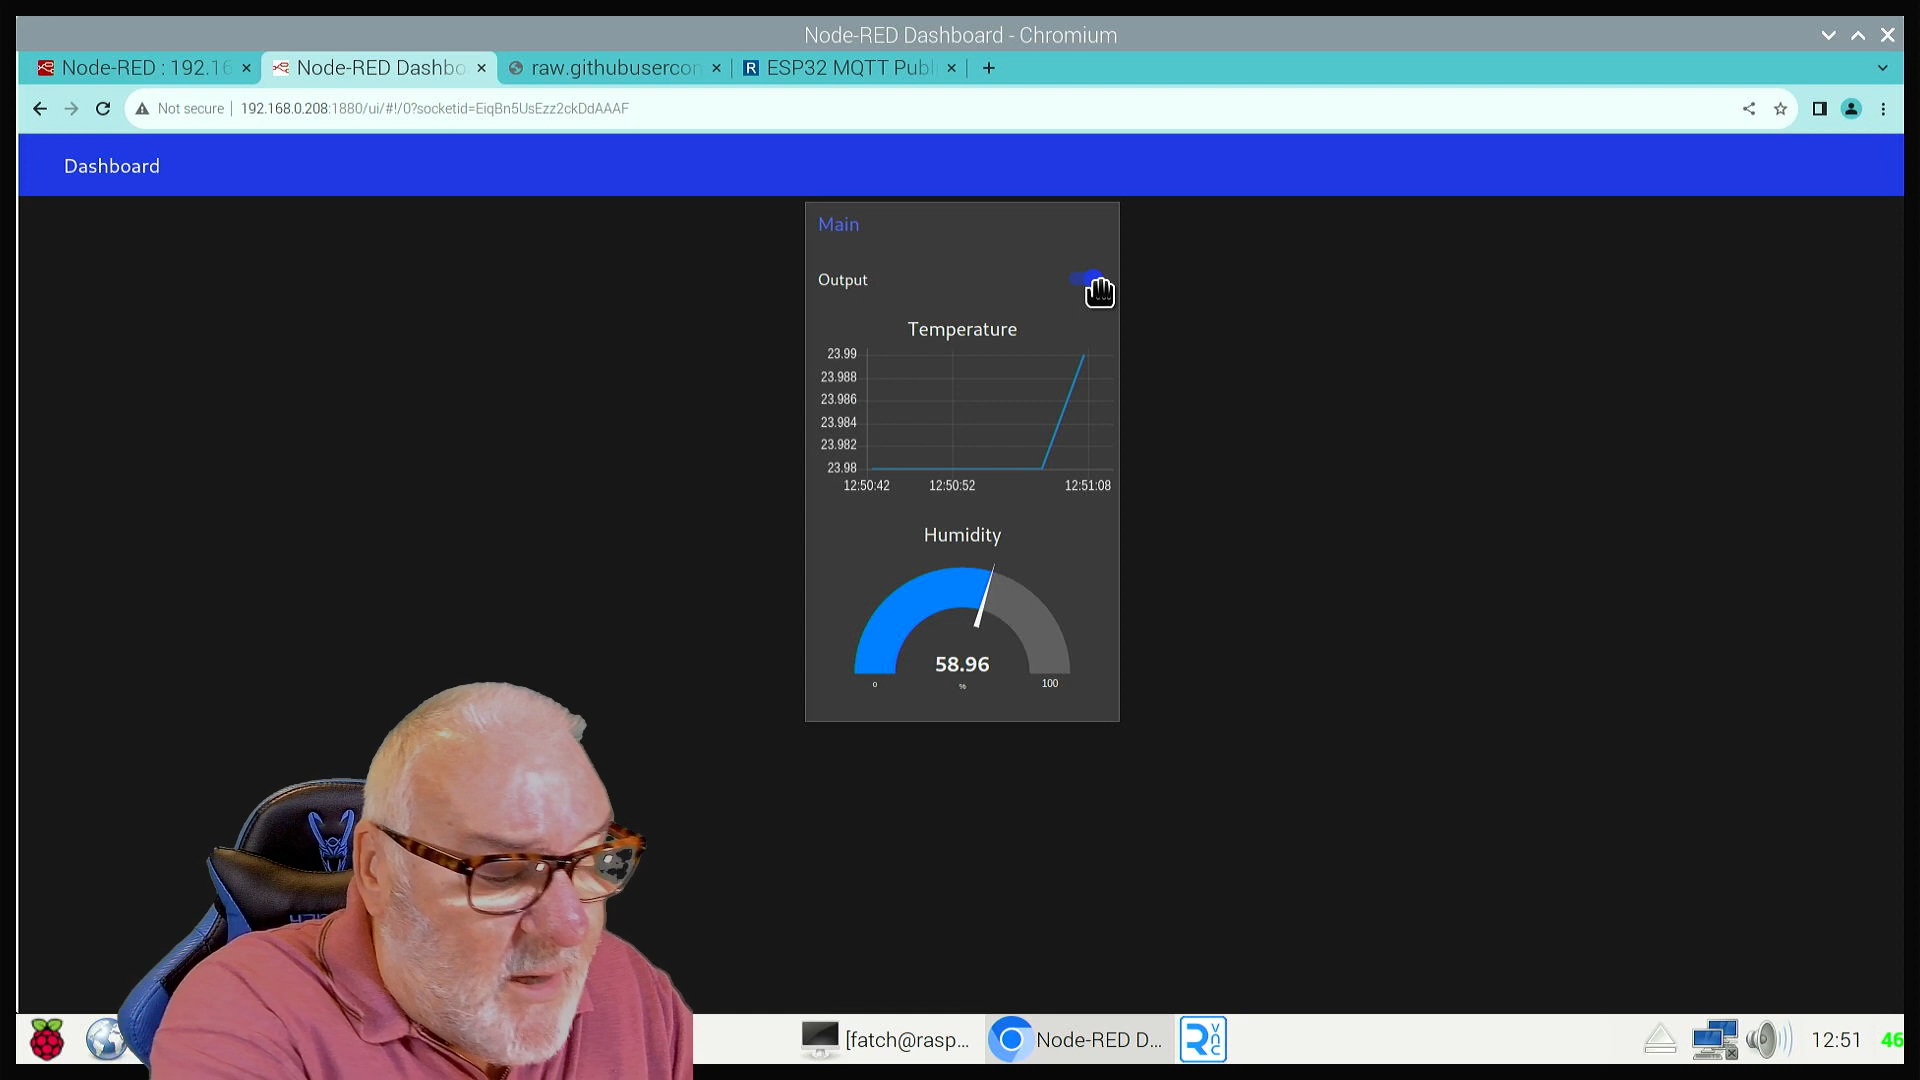 Node-RED Dashboard - Chromium
Node-RED : 192.16
Node-RED Dashbo
raw.githubusercon
R ESP32 MQTT Publ
Not secure 192.168.0.208:1880/ui/#!/0?socketid=EiqBn5UsEzz2ckDdAAAF
Dashboard
Main
Output
Temperature
23.99
23.988
23.986
23.984
23.982
23.98
12:50:42 12:50:52 12:51:08
Humidity
58.96
0 % 100
[fatch@rasp...
Node-RED D...
VNC
12:51
46